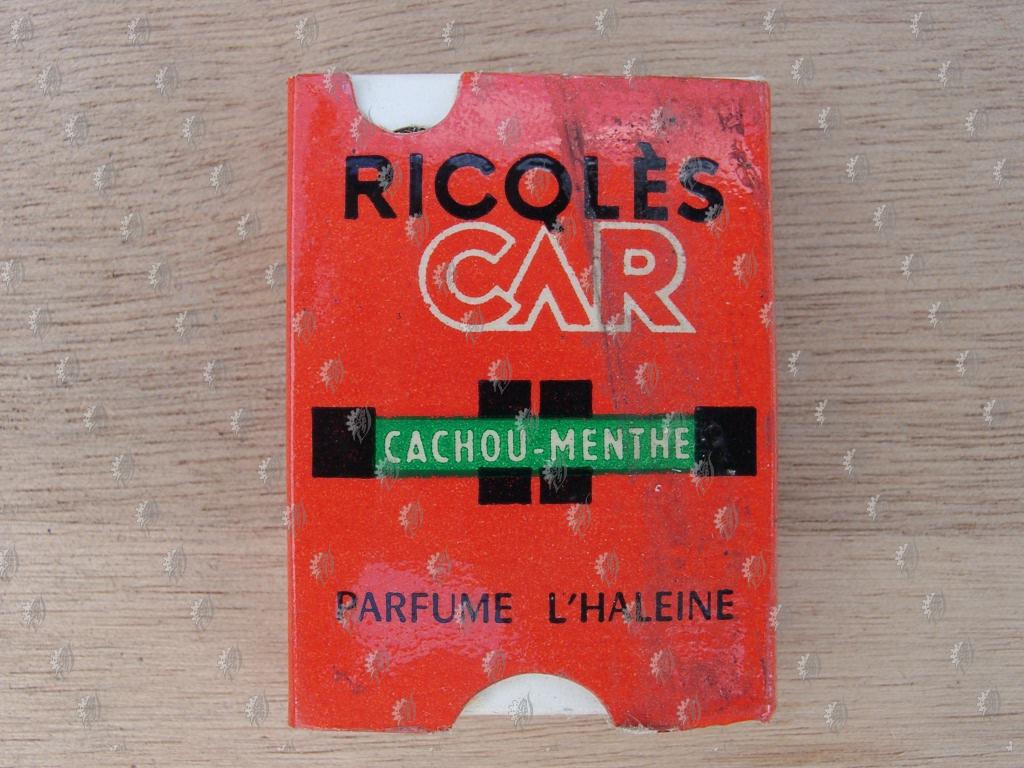 RICQLÈS
CAR
CACHOU-MENTHE
PARFUME L'HALEINE